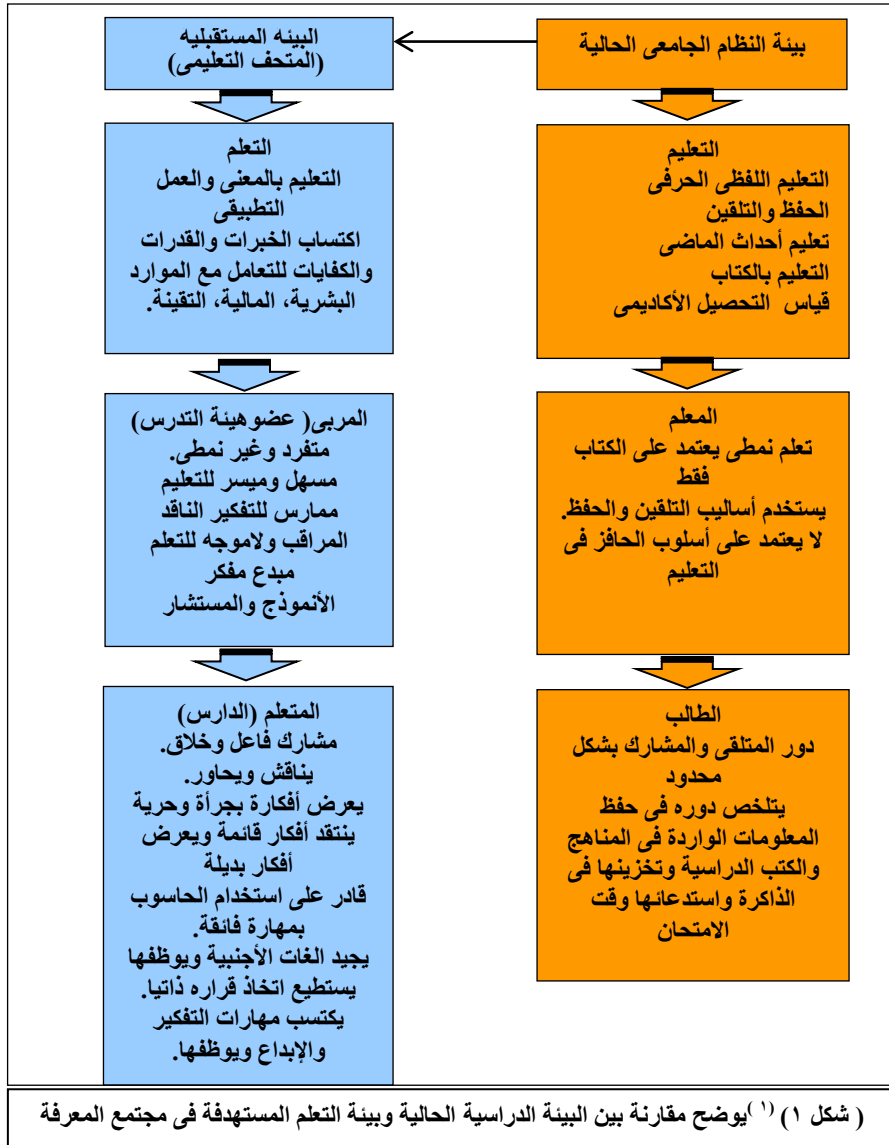 بيئة النظام الجامعى الحالية
البيئه المستقبليه
(المتحف التعليمى)
التعليم
التعليم اللفظى الحرفى
الحفظ والتلقين
تعليم أحداث الماضى
التعليم بالكتاب
قياس التحصيل الأكاديمى
التعلم
التعليم بالمعنى والعمل
التطبيقى
اكتساب الخبرات والقدرات
والكفايات للتعامل مع الموارد
البشرية، المالية، التقينة.
المعلم
تعلم نمطى يعتمد على الكتاب
فقط
يستخدم أساليب التلقين والحفظ.
لا يعتمد على أسلوب الحافز فى
التعليم
المربى( عضوهيئة التدرس)
متفرد وغير نمطى.
مسهل وميسر للتعليم
ممارس للتفكير الناقد
المراقب ولاموجه للتعلم
مبدع مفكر
الأنموذج والمستشار
الطالب
دور المتلقى والمشارك بشكل
محدود
يتلخص دوره فى حفظ
المعلومات الواردة فى المناهج
والكتب الدراسية وتخزينها فى
الذاكرة واستدعائها وقت
الامتحان
المتعلم (الدارس)
مشارك فاعل وخلاق.
يناقش ويحاور.
يعرض أفكارة بجرأة وحرية
ينتقد أفكار قائمة ويعرض
أفكار بديلة
قادر على استخدام الحاسوب
بمهارة فائقة.
يجيد الغات الأجنبية ويوظفها
يستطيع اتخاذ قراره ذاتيا.
يكتسب مهارات التفكير
والإبداع ويوظفها.
( شكل ١) (١ )يوضح مقارنة بين البيئة الدراسية الحالية وبيئة التعلم المستهدفة فى مجتمع المعرفة